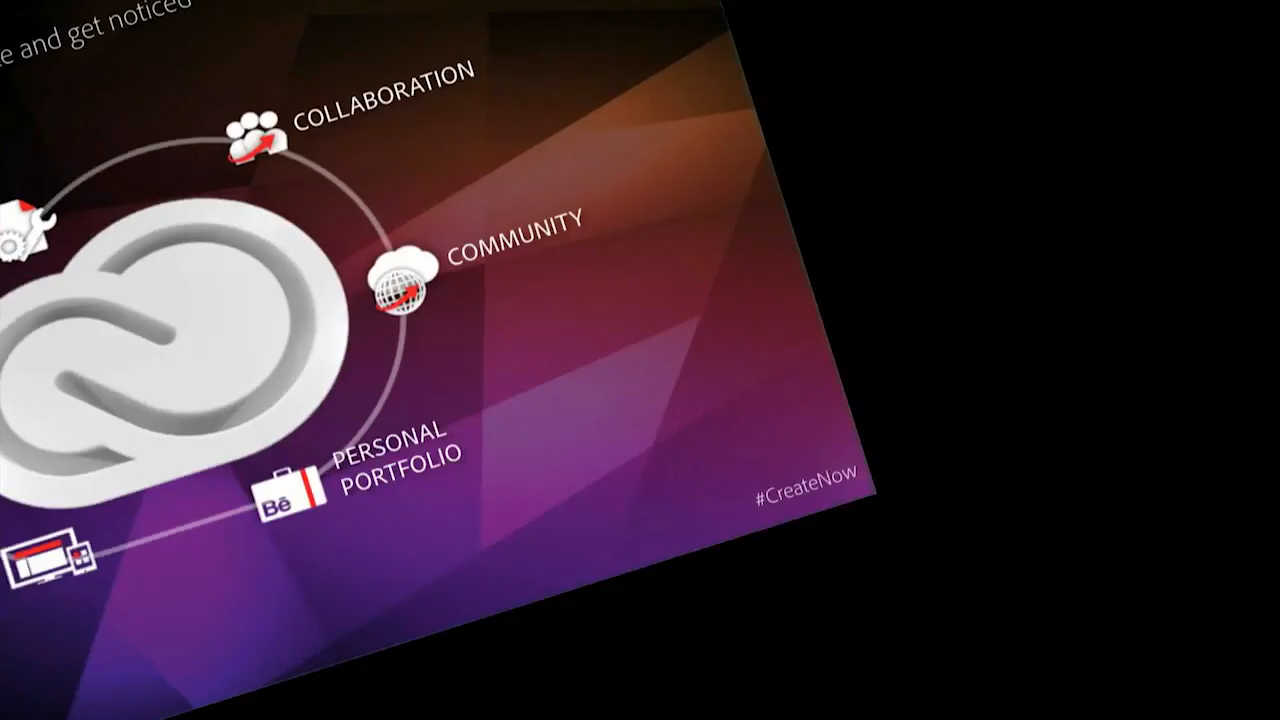 and get noticed
COLLABORATION
COMMUNITY
PERSONAL
PORTFOLIO
Bē
#CreateNow